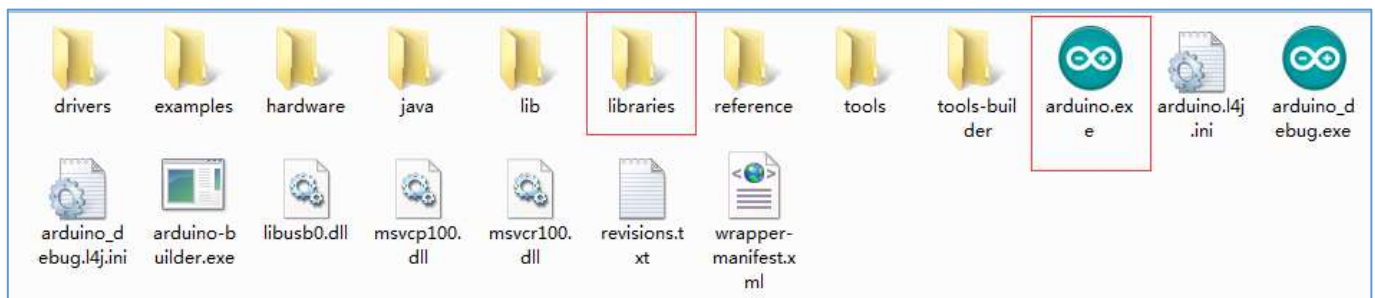 drivers examples hardware java lib libraries reference tools tools-buil arduino.ex arduino.l4j arduino_d
der e .ini ebug.exe
arduino_d arduino-b libusb0.dll msvcp100. msvcr100. revisions.t wrapper-
ebug.l4j.ini uilder.exe dll dll xt manifest.x
ml